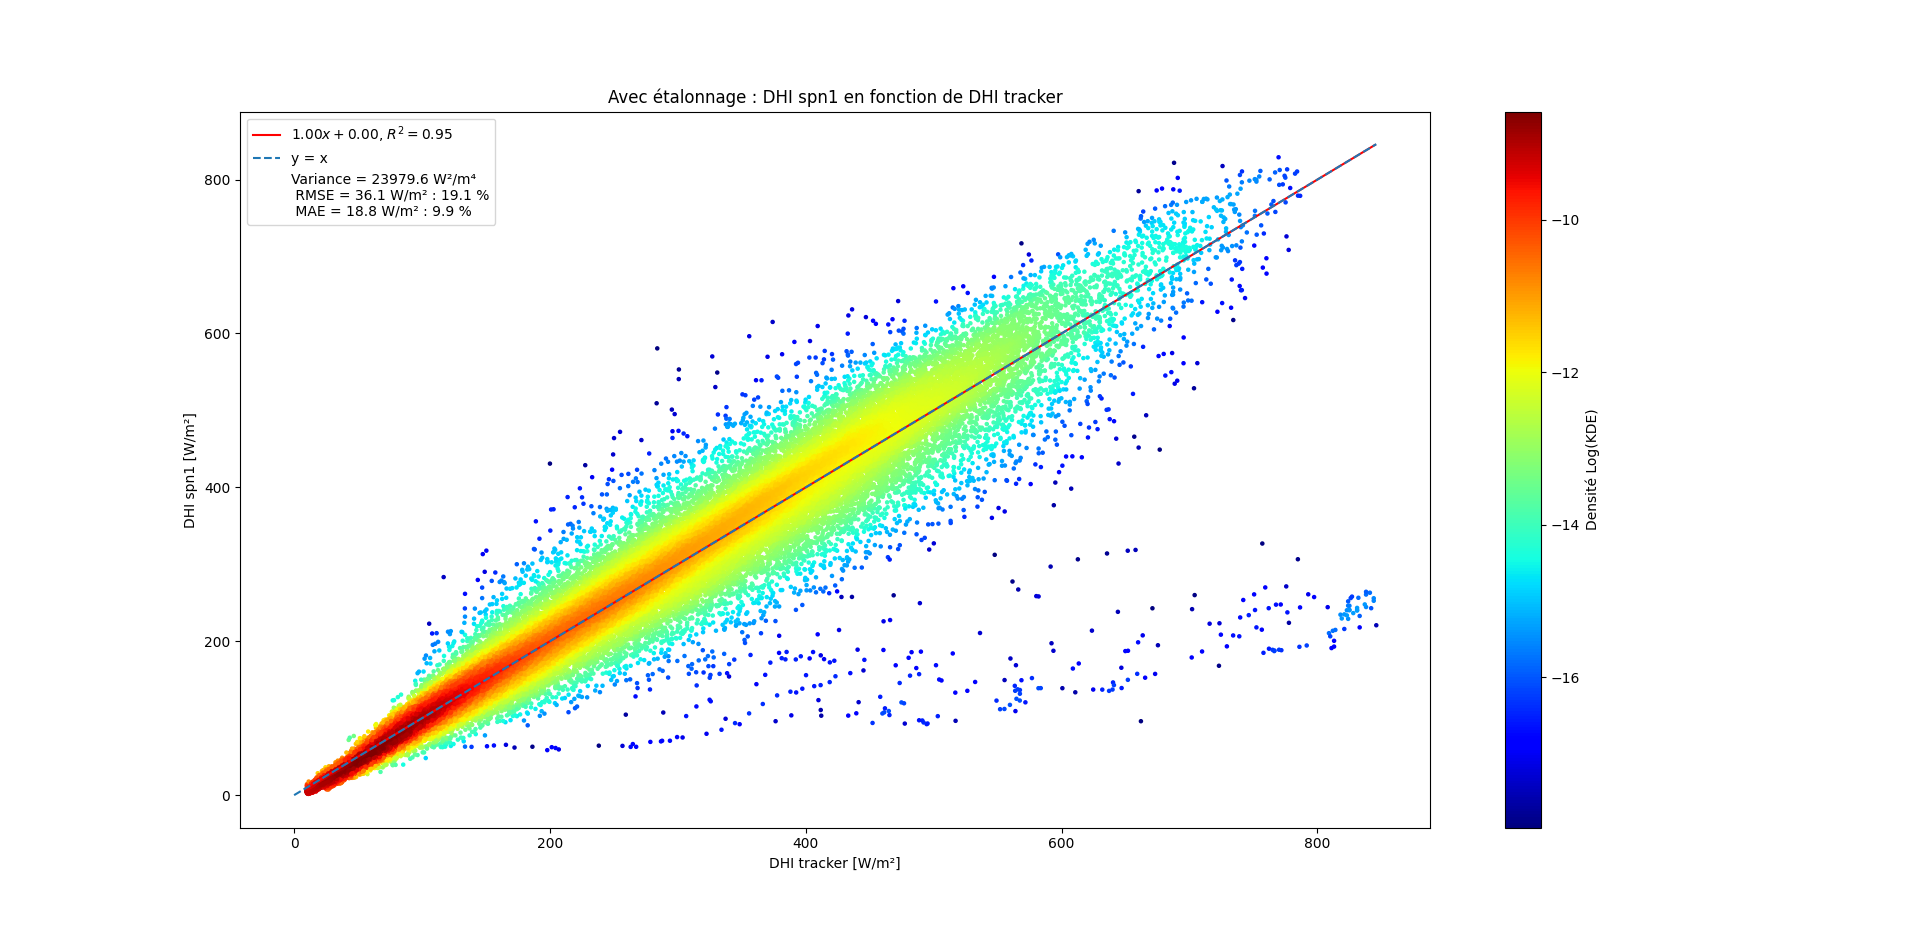 Avec étalonnage : DHI spn1 en fonction de DHI tracker
1.00x + 0.00, R² = 0.95
y = x
Variance = 23979.6 W²/m⁴
RMSE = 36.1 W/m² : 19.1 %
MAE = 18.8 W/m² : 9.9 %
800
600
400
200
0
DHI spn1 [W/m²]
0 200 400 600 800
DHI tracker [W/m²]
−10
−12
−14
−16
Densité Log(KDE)